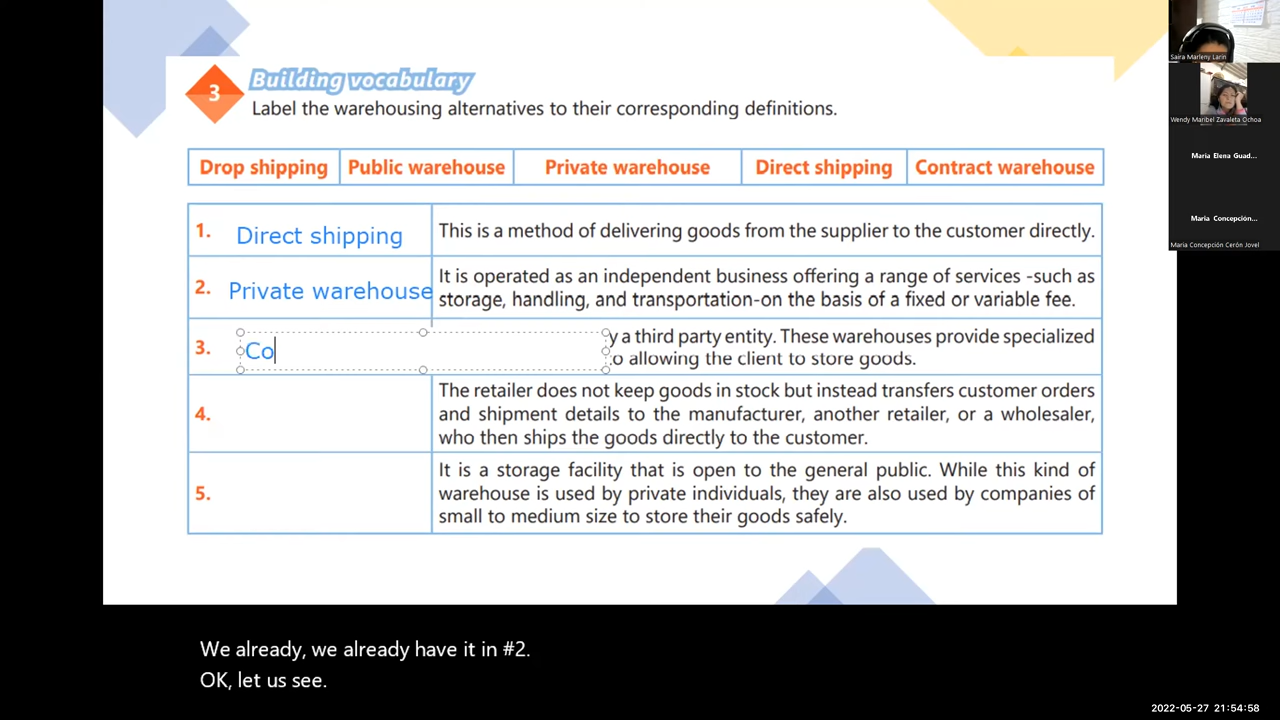 3
Building vocabulary
Label the warehousing alternatives to their corresponding definitions.
Drop shipping Public warehouse Private warehouse Direct shipping Contract warehouse
1. Direct shipping This is a method of delivering goods from the supplier to the customer directly.
2. Private warehouse It is operated as an independent business offering a range of services -such as
storage, handling, and transportation-on the basis of a fixed or variable fee.
3. Co y a third party entity. These warehouses provide specialized
o allowing the client to store goods.
4. The retailer does not keep goods in stock but instead transfers customer orders
and shipment details to the manufacturer, another retailer, or a wholesaler,
who then ships the goods directly to the customer.
5. It is a storage facility that is open to the general public. While this kind of
warehouse is used by private individuals, they are also used by companies of
small to medium size to store their goods safely.
Saira Marleny Larin
Wendy Maribel Zavaleta Ochoa
Maria Elena Guad...
Maria Concepción...
Maria Concepción Cerón Jovel
We already, we already have it in #2.
OK, let us see.
2022-05-27 21:54:58